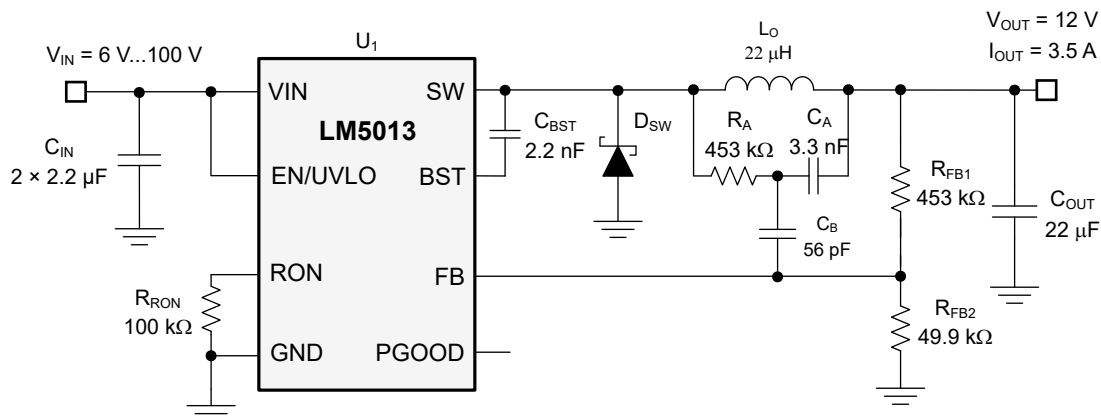 V_IN = 6 V...100 V
C_IN
2 × 2.2 µF
U_1
LM5013
VIN
EN/UVLO
RON
GND
SW
BST
FB
PGOOD
R_RON
100 kΩ
C_BST
2.2 nF
D_SW
L_O
22 µH
R_A
453 kΩ
C_A
3.3 nF
C_B
56 pF
R_FB1
453 kΩ
R_FB2
49.9 kΩ
V_OUT = 12 V
I_OUT = 3.5 A
C_OUT
22 µF